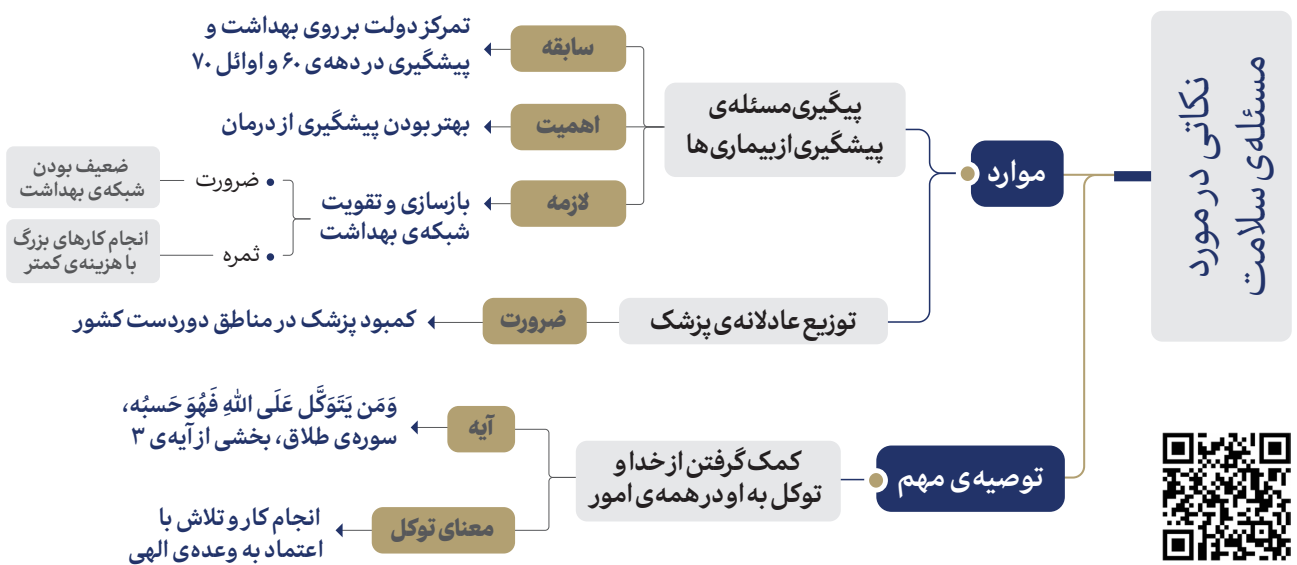 نکاتی در مورد
مسئله‌ی سلامت
موارد
پیگیری مسئله‌ی
پیشگیری از بیماری‌ها
سابقه
تمرکز دولت بر روی بهداشت و
پیشگیری در دهه‌ی ۶۰ و اوائل ۷۰
اهمیت
بهتر بودن پیشگیری از درمان
لازمه
بازسازی و تقویت
شبکه‌ی بهداشت
• ضرورت
ضعیف بودن
شبکه‌ی بهداشت
• ثمره
انجام کارهای بزرگ
با هزینه‌ی کمتر
توزیع عادلانه‌ی پزشک
ضرورت
کمبود پزشک در مناطق دوردست کشور
توصیه‌ی مهم
کمک گرفتن از خدا و
توکل به او در همه‌ی امور
آیه
وَمَن یَتَوَکَّل عَلَی اللهِ فَهُوَ حَسبُه،
سوره‌ی طلاق، بخشی از آیه‌ی ۳
معنای توکل
انجام کار و تلاش با
اعتماد به وعده‌ی الهی